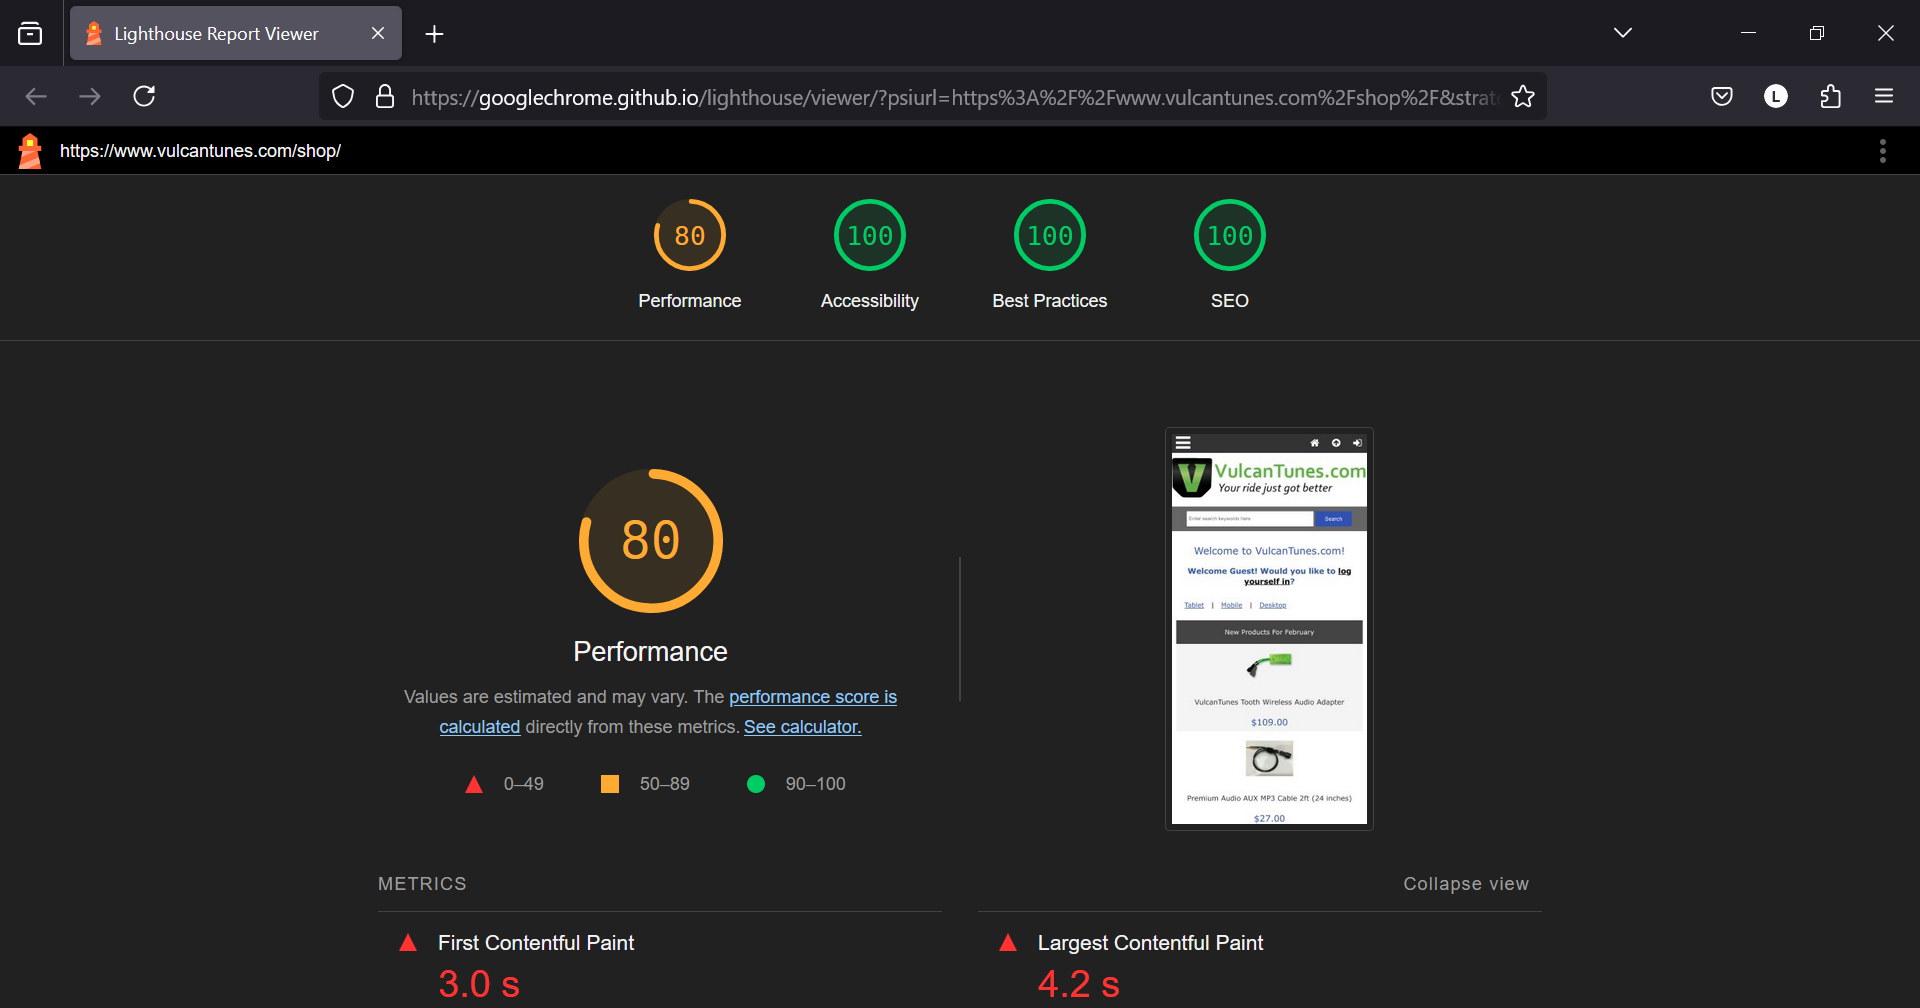 Lighthouse Report Viewer
https://googlechrome.github.io/lighthouse/viewer/?psiurl=https%3A%2F%2Fwww.vulcantunes.com%2Fshop%2F&strat
L
https://www.vulcantunes.com/shop/
80
100
100
100
Performance
Accessibility
Best Practices
SEO
80
Performance
Values are estimated and may vary. The performance score is
calculated directly from these metrics. See calculator.
0–49
50–89
90–100
V VulcanTunes.com
Your ride just got better
Enter search keywords here
Search
Welcome to VulcanTunes.com!
Welcome Guest! Would you like to log
yourself in?
Tablet | Mobile | Desktop
New Products For February
VulcanTunes Tooth Wireless Audio Adapter
$109.00
Premium Audio AUX MP3 Cable 2ft (24 inches)
$27.00
METRICS
Collapse view
First Contentful Paint
3.0 s
Largest Contentful Paint
4.2 s